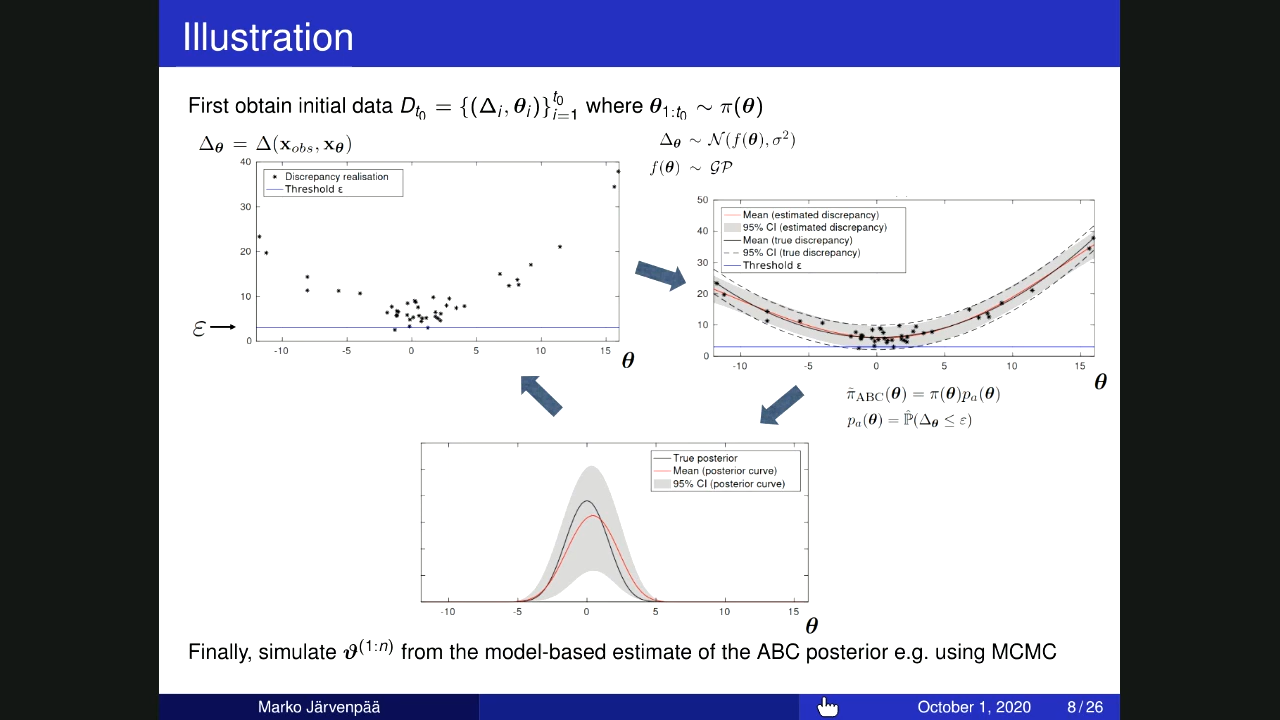 Illustration
First obtain initial data D_{t_0} = {(Δ_i, θ_i)}_{i=1}^{t_0} where θ_{1:t_0} ∼ π(θ)
Δ_θ = Δ(x_{obs}, x_θ)
Δ_θ ∼ N(f(θ), σ²)
f(θ) ∼ GP
40
30
20
10
0
Discrepancy realisation
Threshold ε
ε
-10 -5 0 5 10 15
θ
50
40
30
20
10
0
Mean (estimated discrepancy)
95% CI (estimated discrepancy)
Mean (true discrepancy)
95% CI (true discrepancy)
Threshold ε
-10 -5 0 5 10 15
θ
π̃_{ABC}(θ) = π(θ)p_a(θ)
p_a(θ) = P̂(Δ_θ ≤ ε)
True posterior
Mean (posterior curve)
95% CI (posterior curve)
-10 -5 0 5 10 15
θ
Finally, simulate ϑ^{(1:n)} from the model-based estimate of the ABC posterior e.g. using MCMC
Marko Järvenpää October 1, 2020 8 / 26